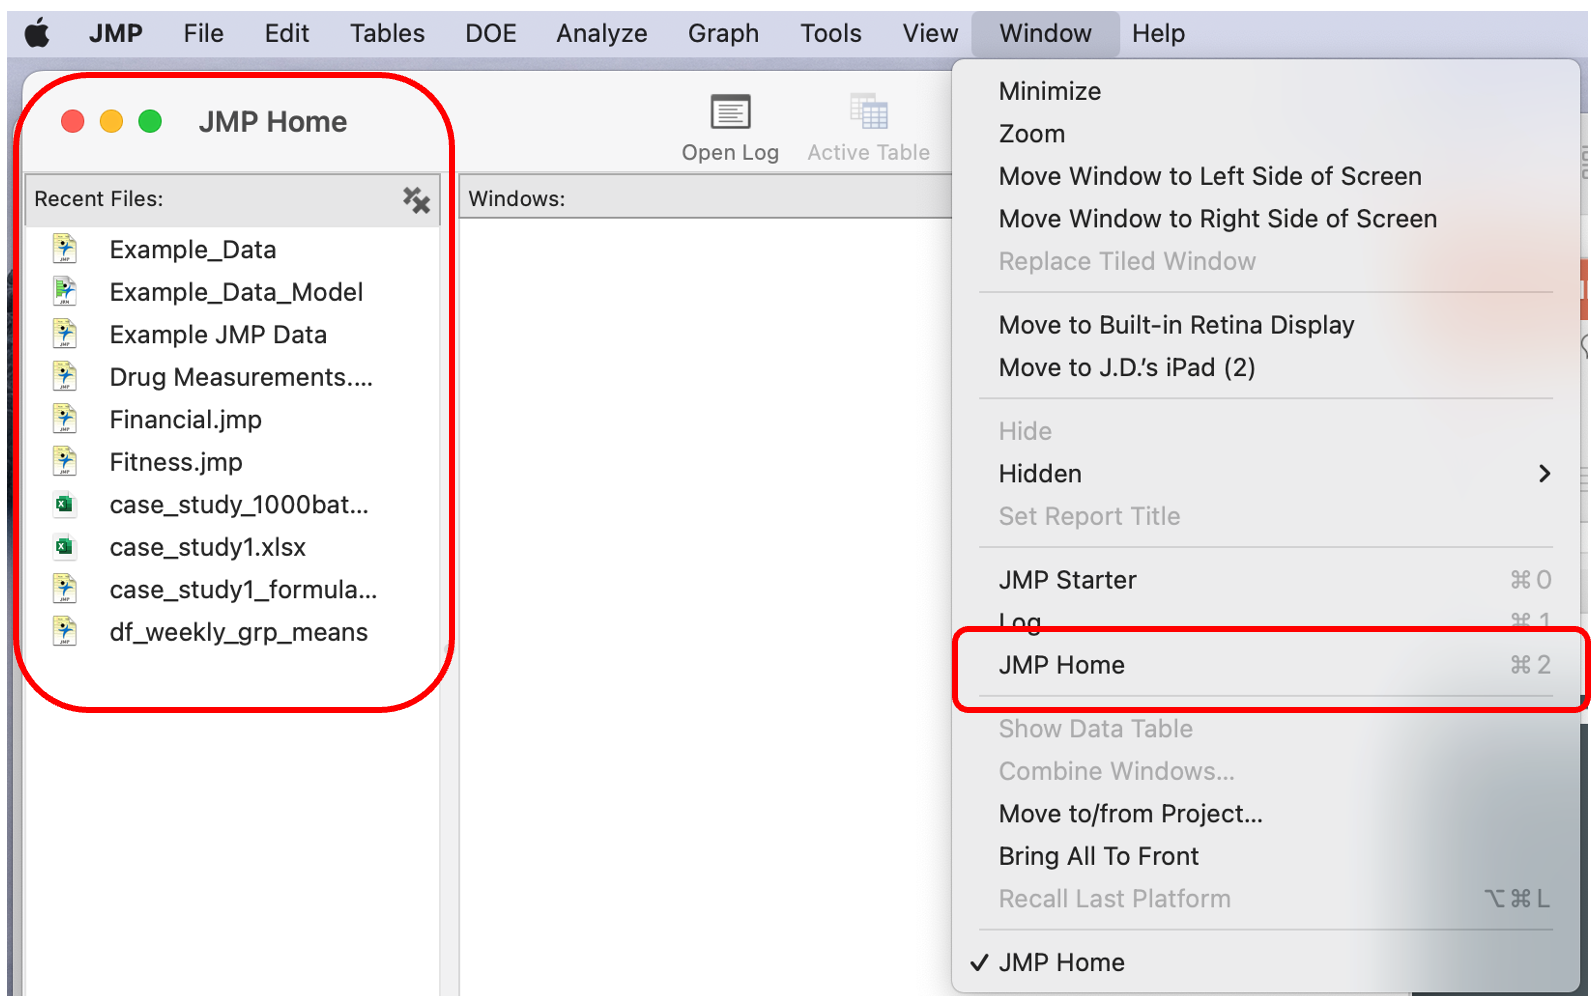 JMP File Edit Tables DOE Analyze Graph Tools View Window Help
JMP Home
Open Log
Active Table
Recent Files:
Example_Data
Example_Data_Model
Example JMP Data
Drug Measurements....
Financial.jmp
Fitness.jmp
case_study_1000bat...
case_study1.xlsx
case_study1_formula...
df_weekly_grp_means
Windows:
Minimize
Zoom
Move Window to Left Side of Screen
Move Window to Right Side of Screen
Replace Tiled Window
Move to Built-in Retina Display
Move to J.D.'s iPad (2)
Hide
Hidden
Set Report Title
JMP Starter ⌘0
Log ⌘1
JMP Home ⌘2
Show Data Table
Combine Windows...
Move to/from Project...
Bring All To Front
Recall Last Platform ⌥⌘L
✓ JMP Home